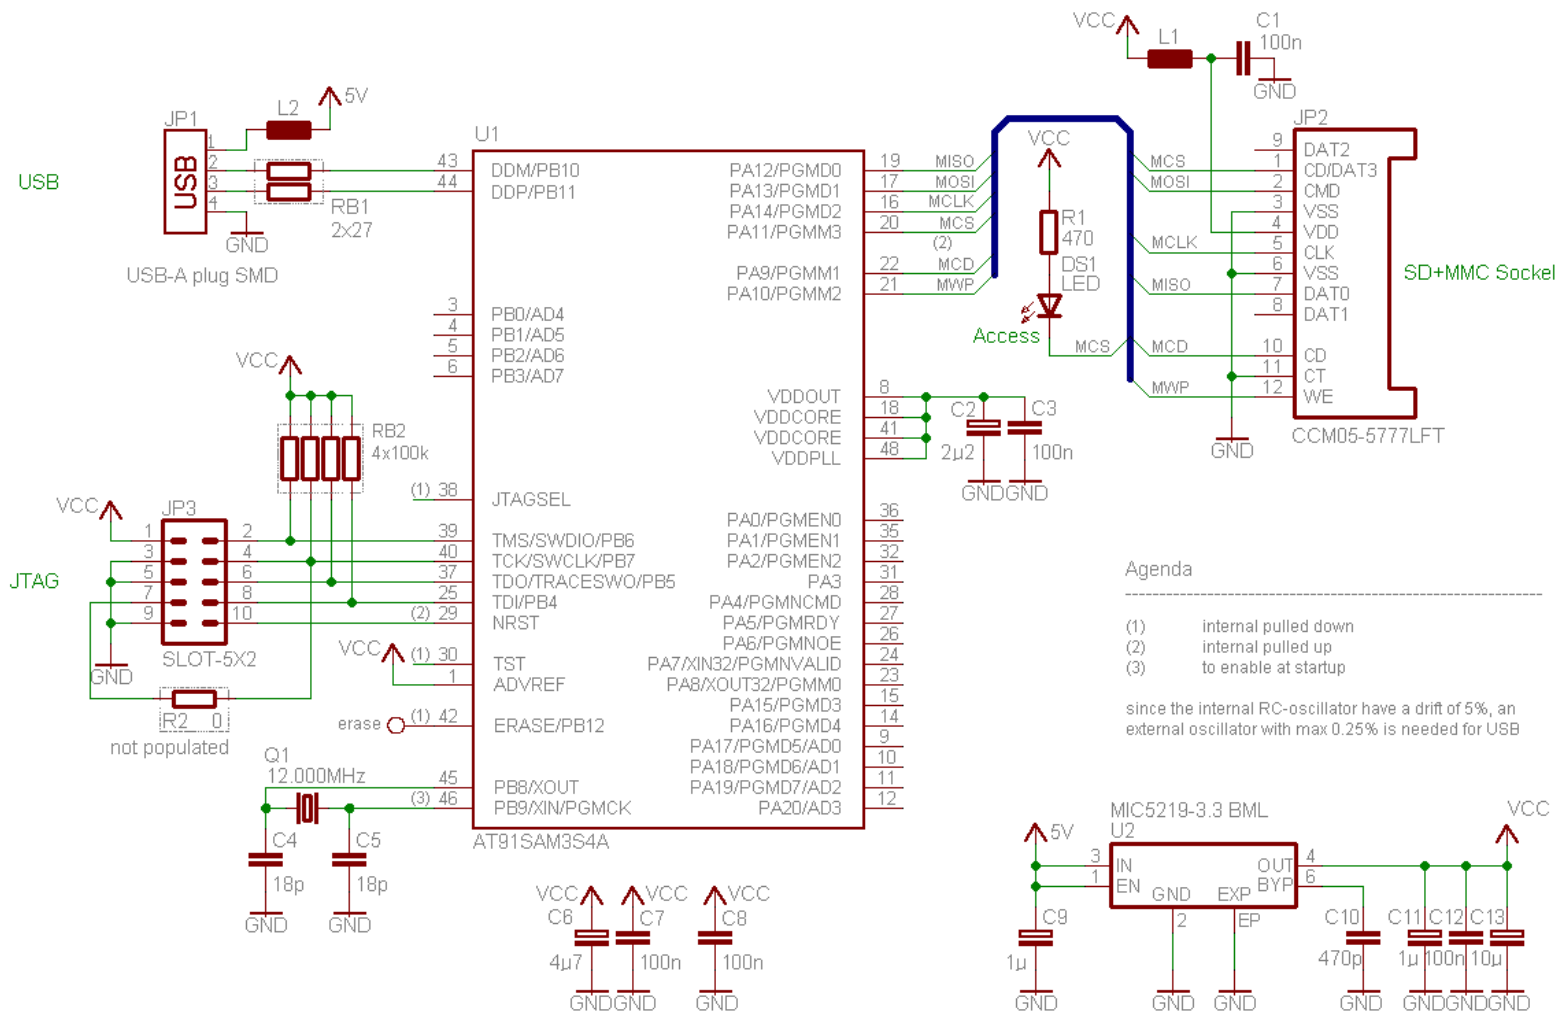 VCC
L1
C1
100n
GND
USB
JP1
USB
1
2
3
4
L2
5V
RB1
2x27
GND
USB-A plug SMD
U1
43 DDM/PB10
44 DDP/PB11
3 PB0/AD4
4 PB1/AD5
5 PB2/AD6
6 PB3/AD7
(1) 38 JTAGSEL
39 TMS/SWDIO/PB6
40 TCK/SWCLK/PB7
37 TDO/TRACESWO/PB5
25 TDI/PB4
(2) 29 NRST
VCC (1) 30 TST
1 ADVREF
erase (1) 42 ERASE/PB12
45 PB8/XOUT
(3) 46 PB9/XIN/PGMCK
AT91SAM3S4A
PA12/PGMD0 19 MISO
PA13/PGMD1 17 MOSI
PA14/PGMD2 16 MCLK
PA11/PGMM3 20 MCS
(2)
PA9/PGMM1 22 MCD
PA10/PGMM2 21 MWP
VDDOUT 8
VDDCORE 18
VDDCORE 41
VDDPLL 48
PA0/PGMEN0 36
PA1/PGMEN1 35
PA2/PGMEN2 32
PA3 31
PA4/PGMNCMD 28
PA5/PGMRDY 27
PA6/PGMNOE 26
PA7/XIN32/PGMNVALID 24
PA8/XOUT32/PGMM0 23
PA15/PGMD3 15
PA16/PGMD4 14
PA17/PGMD5/AD0 9
PA18/PGMD6/AD1 10
PA19/PGMD7/AD2 11
PA20/AD3 12
C2
2µ2
C3
100n
GND GND
VCC
R1
470
DS1
LED
Access
MCS
JP2
9 DAT2
MCS 1 CD/DAT3
MOSI 2 CMD
3 VSS
4 VDD
MCLK 5 CLK
6 VSS
MISO 7 DAT0
8 DAT1
MCD 10 CD
11 CT
MWP 12 WE
SD+MMC Sockel
CCM05-5777LFT
GND
VCC
RB2
4x100k
JTAG
VCC
JP3
1 2
3 4
5 6
7 8
9 10
SLOT-5X2
GND
R2 0
not populated
Q1
12.000MHz
C4
18p
C5
18p
GND GND
VCC VCC VCC
C6 C7 C8
4µ7 100n 100n
GND GND GND
Agenda
(1) internal pulled down
(2) internal pulled up
(3) to enable at startup
since the internal RC-oscillator have a drift of 5%, an
external oscillator with max 0.25% is needed for USB
MIC5219-3.3 BML
U2
5V
VCC
3 IN OUT 4
1 EN BYP 6
GND EXP
2 EP
C9 C10 C11 C12 C13
1µ 470p 1µ 100n 10µ
GND GND GND GND GND GND GND